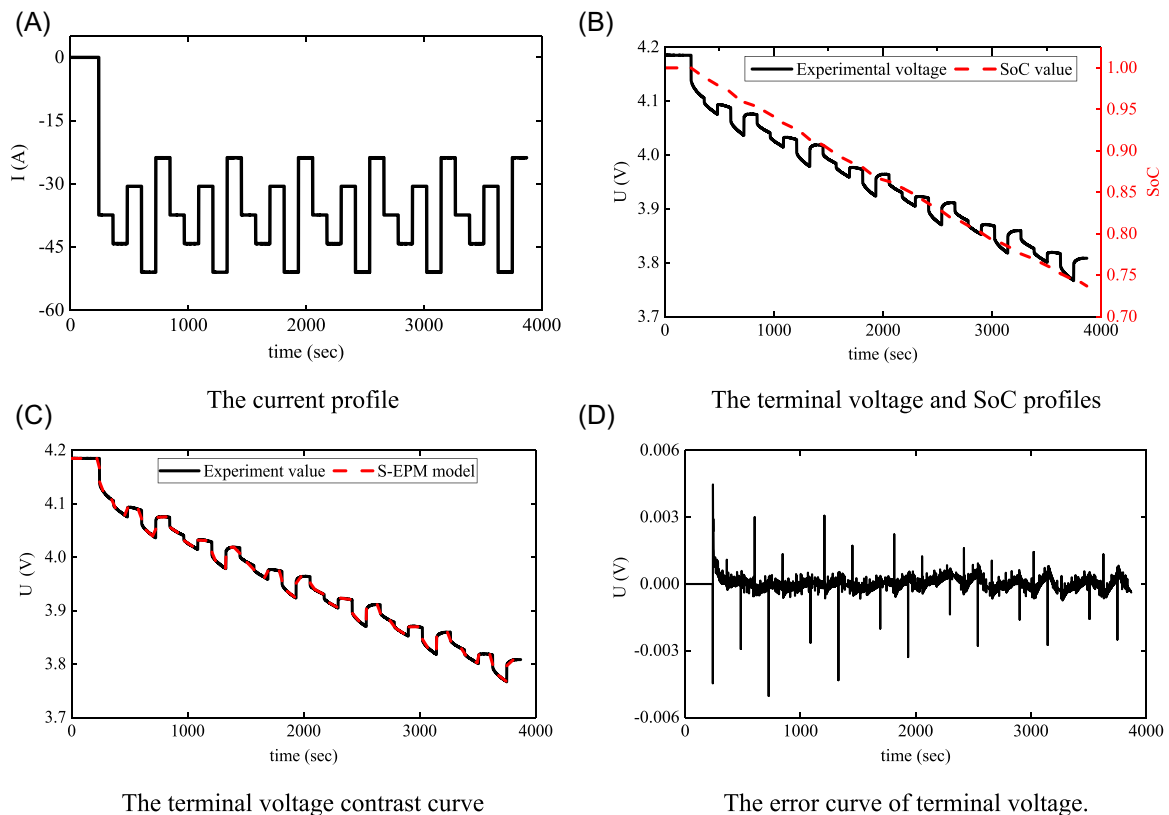 (A)
0
-15
-30
-45
-60
I (A)
0 1000 2000 3000 4000
time (sec)
The current profile
(B)
4.2
4.1
4.0
3.9
3.8
3.7
U (V)
Experimental voltage SoC value
1.00
0.95
0.90
0.85
0.80
0.75
0.70
SoC
0 1000 2000 3000 4000
time (sec)
The terminal voltage and SoC profiles
(C)
4.2
4.1
4.0
3.9
3.8
3.7
U (V)
Experiment value S-EPM model
0 1000 2000 3000 4000
time (sec)
The terminal voltage contrast curve
(D)
0.006
0.003
0.000
-0.003
-0.006
U (V)
0 1000 2000 3000 4000
time (sec)
The error curve of terminal voltage.